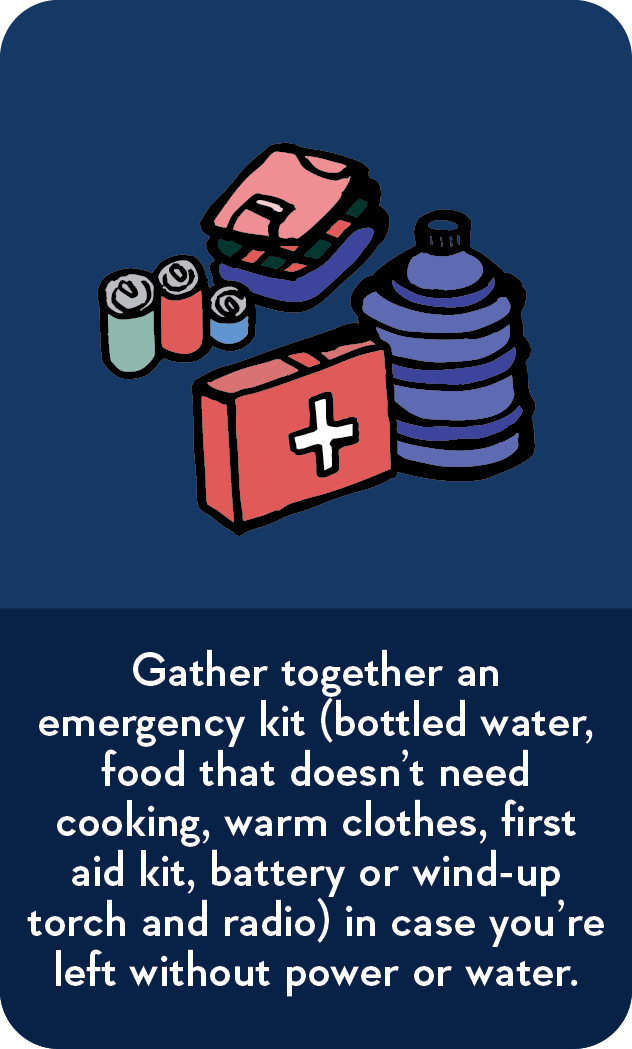 Gather together an
emergency kit (bottled water,
food that doesn’t need
cooking, warm clothes, first
aid kit, battery or wind-up
torch and radio) in case you’re
left without power or water.